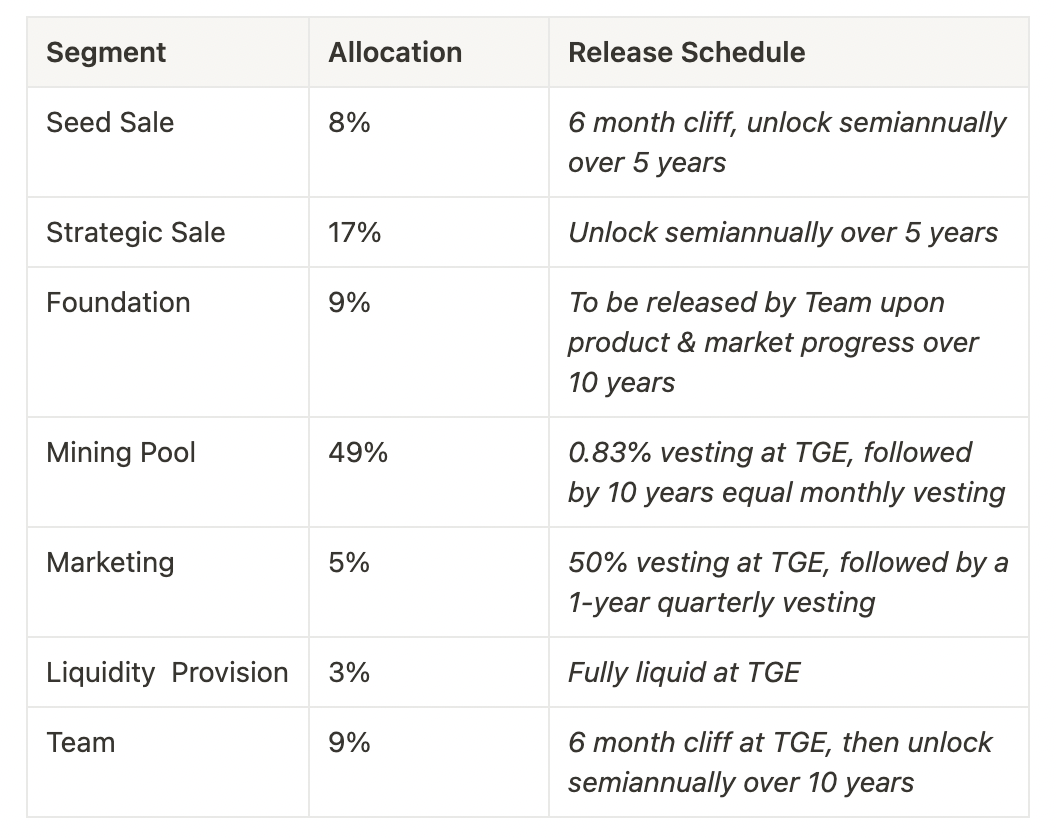 Segment Allocation Release Schedule
Seed Sale 8% 6 month cliff, unlock semiannually
over 5 years
Strategic Sale 17% Unlock semiannually over 5 years
Foundation 9% To be released by Team upon
product & market progress over
10 years
Mining Pool 49% 0.83% vesting at TGE, followed
by 10 years equal monthly vesting
Marketing 5% 50% vesting at TGE, followed by a
1-year quarterly vesting
Liquidity  Provision 3% Fully liquid at TGE
Team 9% 6 month cliff at TGE, then unlock
semiannually over 10 years